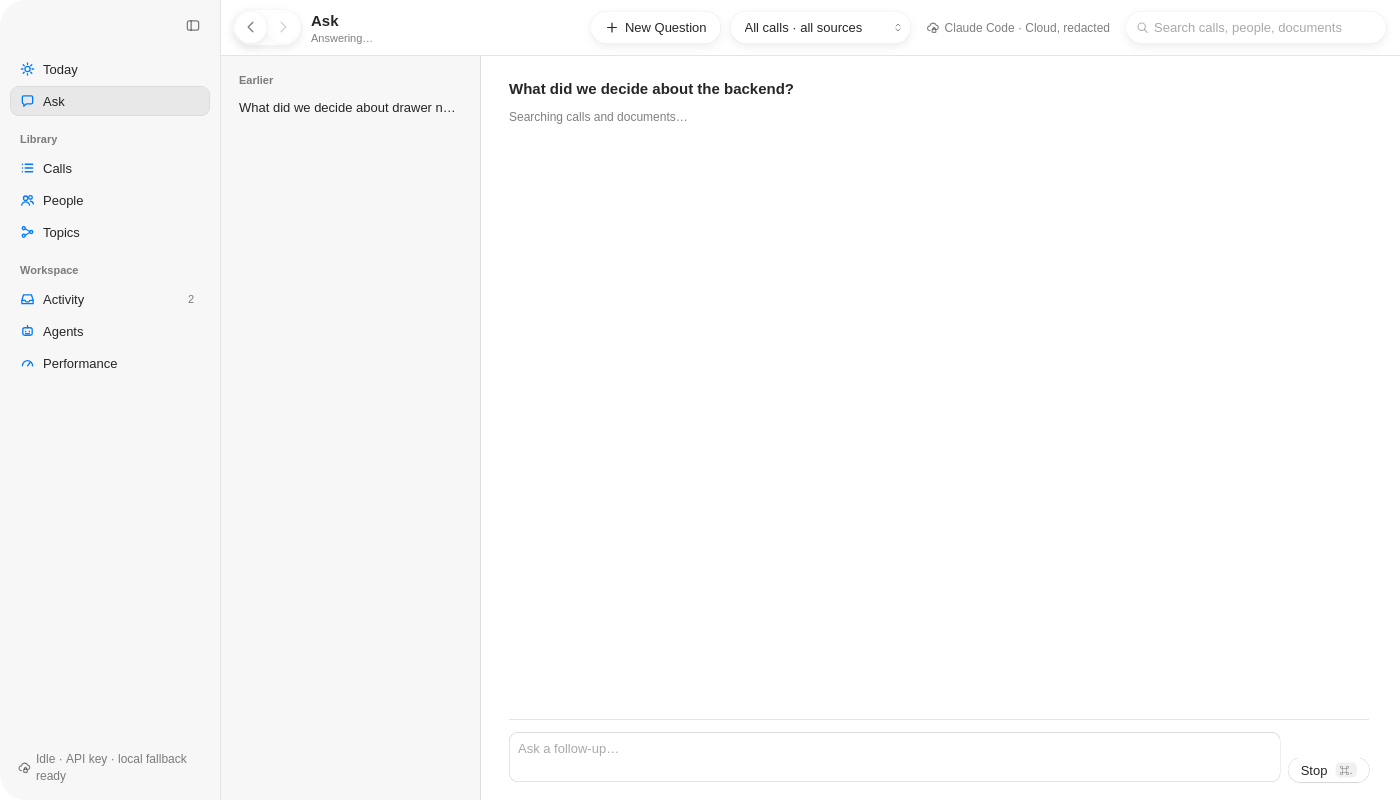 Today
Ask
Library
Calls
People
Topics
Workspace
Activity 2
Agents
Performance
Idle · API key · local fallback
ready
Ask
Answering…
New Question
All calls · all sources
Claude Code · Cloud, redacted
Search calls, people, documents
Earlier
What did we decide about drawer n…
What did we decide about the backend?
Searching calls and documents…
Ask a follow-up…
Stop ⌘.